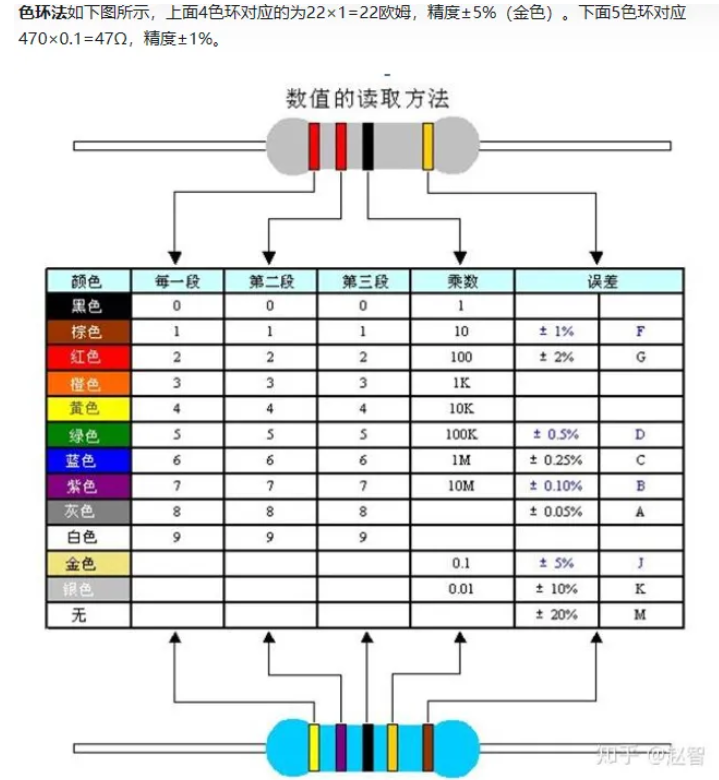 色环法如下图所示，上面4色环对应的为22×1=22欧姆，精度±5%（金色）。下面5色环对应
470×0.1=47Ω，精度±1%。
数值的读取方法
颜色 每一段 第二段 第三段 乘数 误差
黑色 0 0 0 1
棕色 1 1 1 10 ± 1% F
红色 2 2 2 100 ± 2% G
橙色 3 3 3 1K
黄色 4 4 4 10K
绿色 5 5 5 100K ± 0.5% D
蓝色 6 6 6 1M ± 0.25% C
紫色 7 7 7 10M ± 0.10% B
灰色 8 8 8 ± 0.05% A
白色 9 9 9
金色 0.1 ± 5% J
银色 0.01 ± 10% K
无 ± 20% M
知乎 @赵智